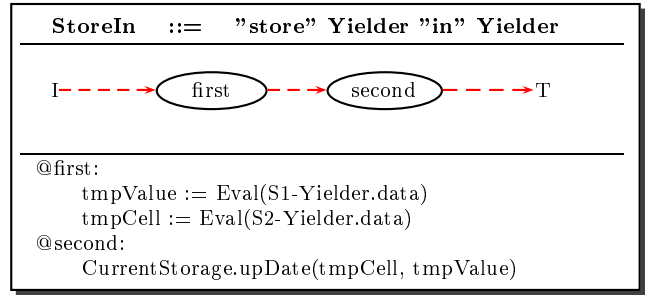 StoreIn ::= ”store” Yielder ”in” Yielder
I first second T
@first:
tmpValue := Eval(S1-Yielder.data)
tmpCell := Eval(S2-Yielder.data)
@second:
CurrentStorage.upDate(tmpCell, tmpValue)